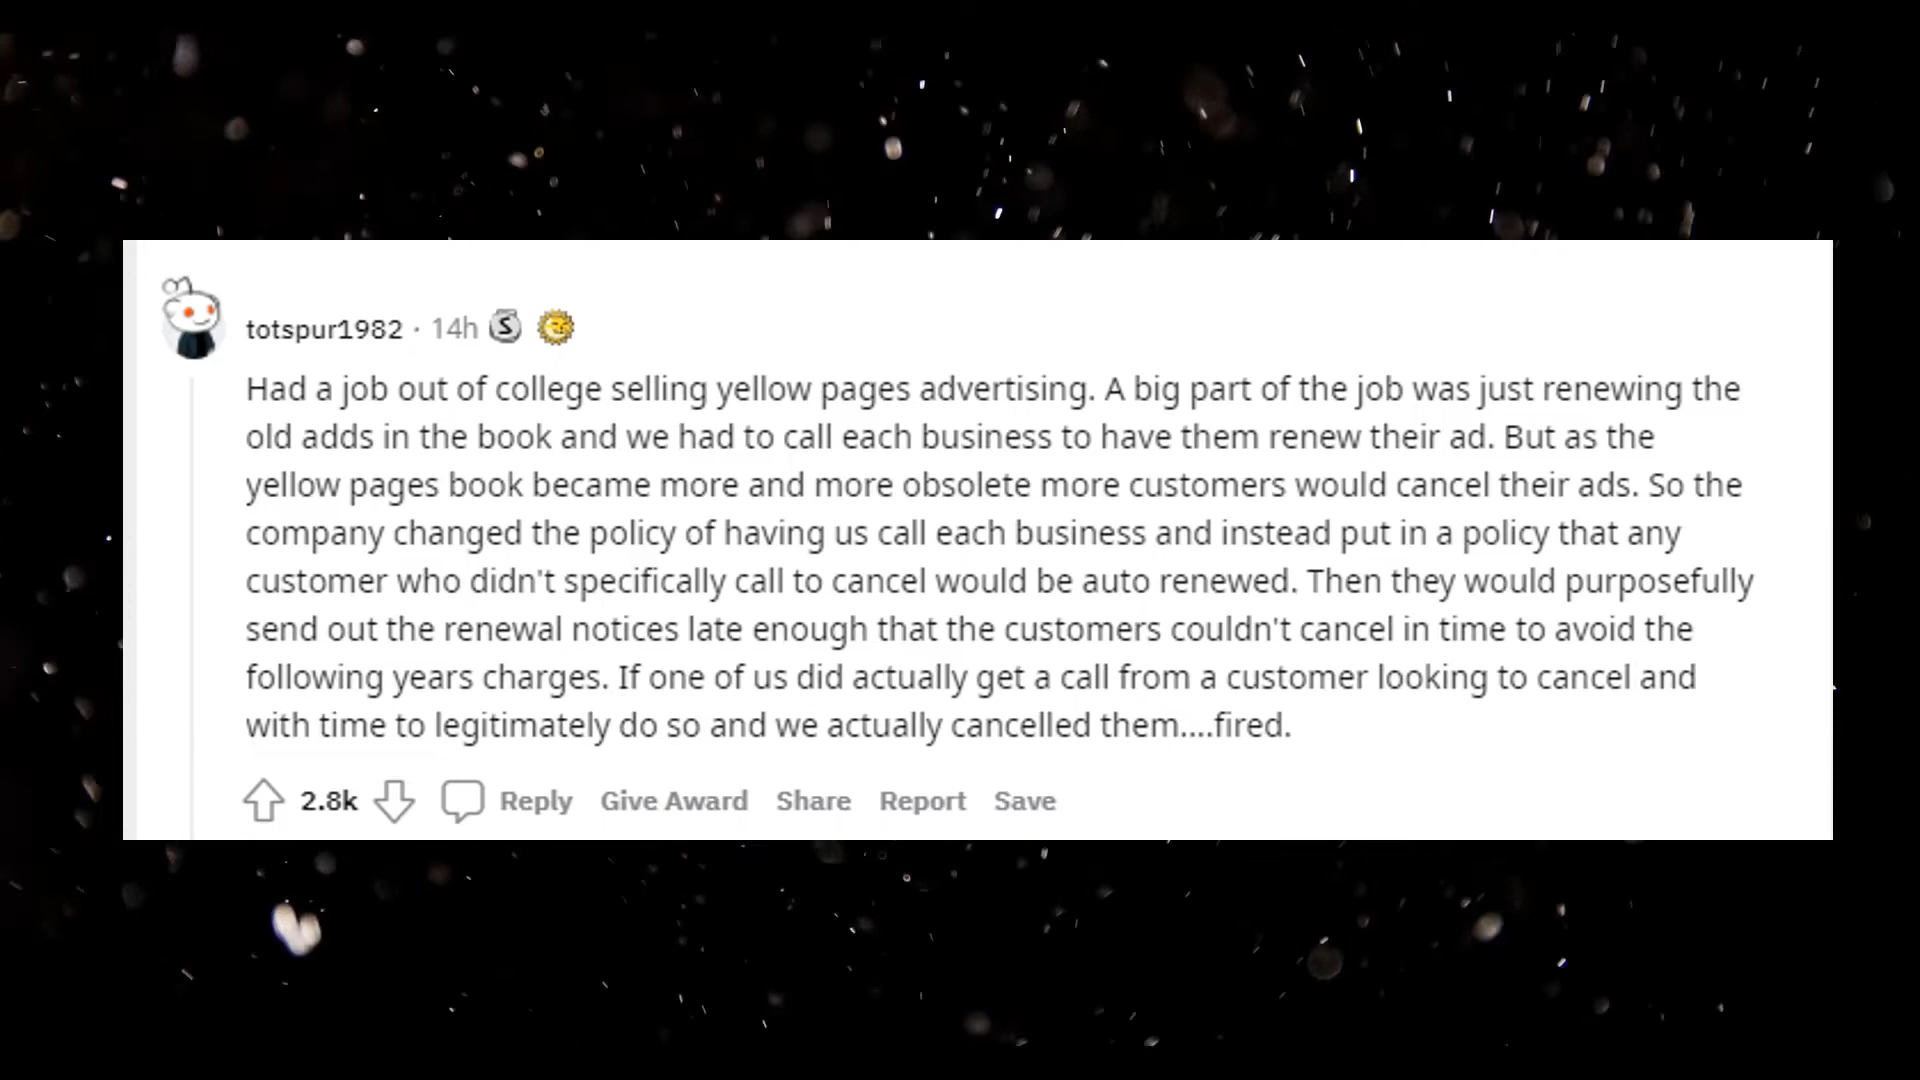 totspur1982 · 14h S
Had a job out of college selling yellow pages advertising. A big part of the job was just renewing the
old adds in the book and we had to call each business to have them renew their ad. But as the
yellow pages book became more and more obsolete more customers would cancel their ads. So the
company changed the policy of having us call each business and instead put in a policy that any
customer who didn't specifically call to cancel would be auto renewed. Then they would purposefully
send out the renewal notices late enough that the customers couldn't cancel in time to avoid the
following years charges. If one of us did actually get a call from a customer looking to cancel and
with time to legitimately do so and we actually cancelled them....fired.
2.8k Reply Give Award Share Report Save